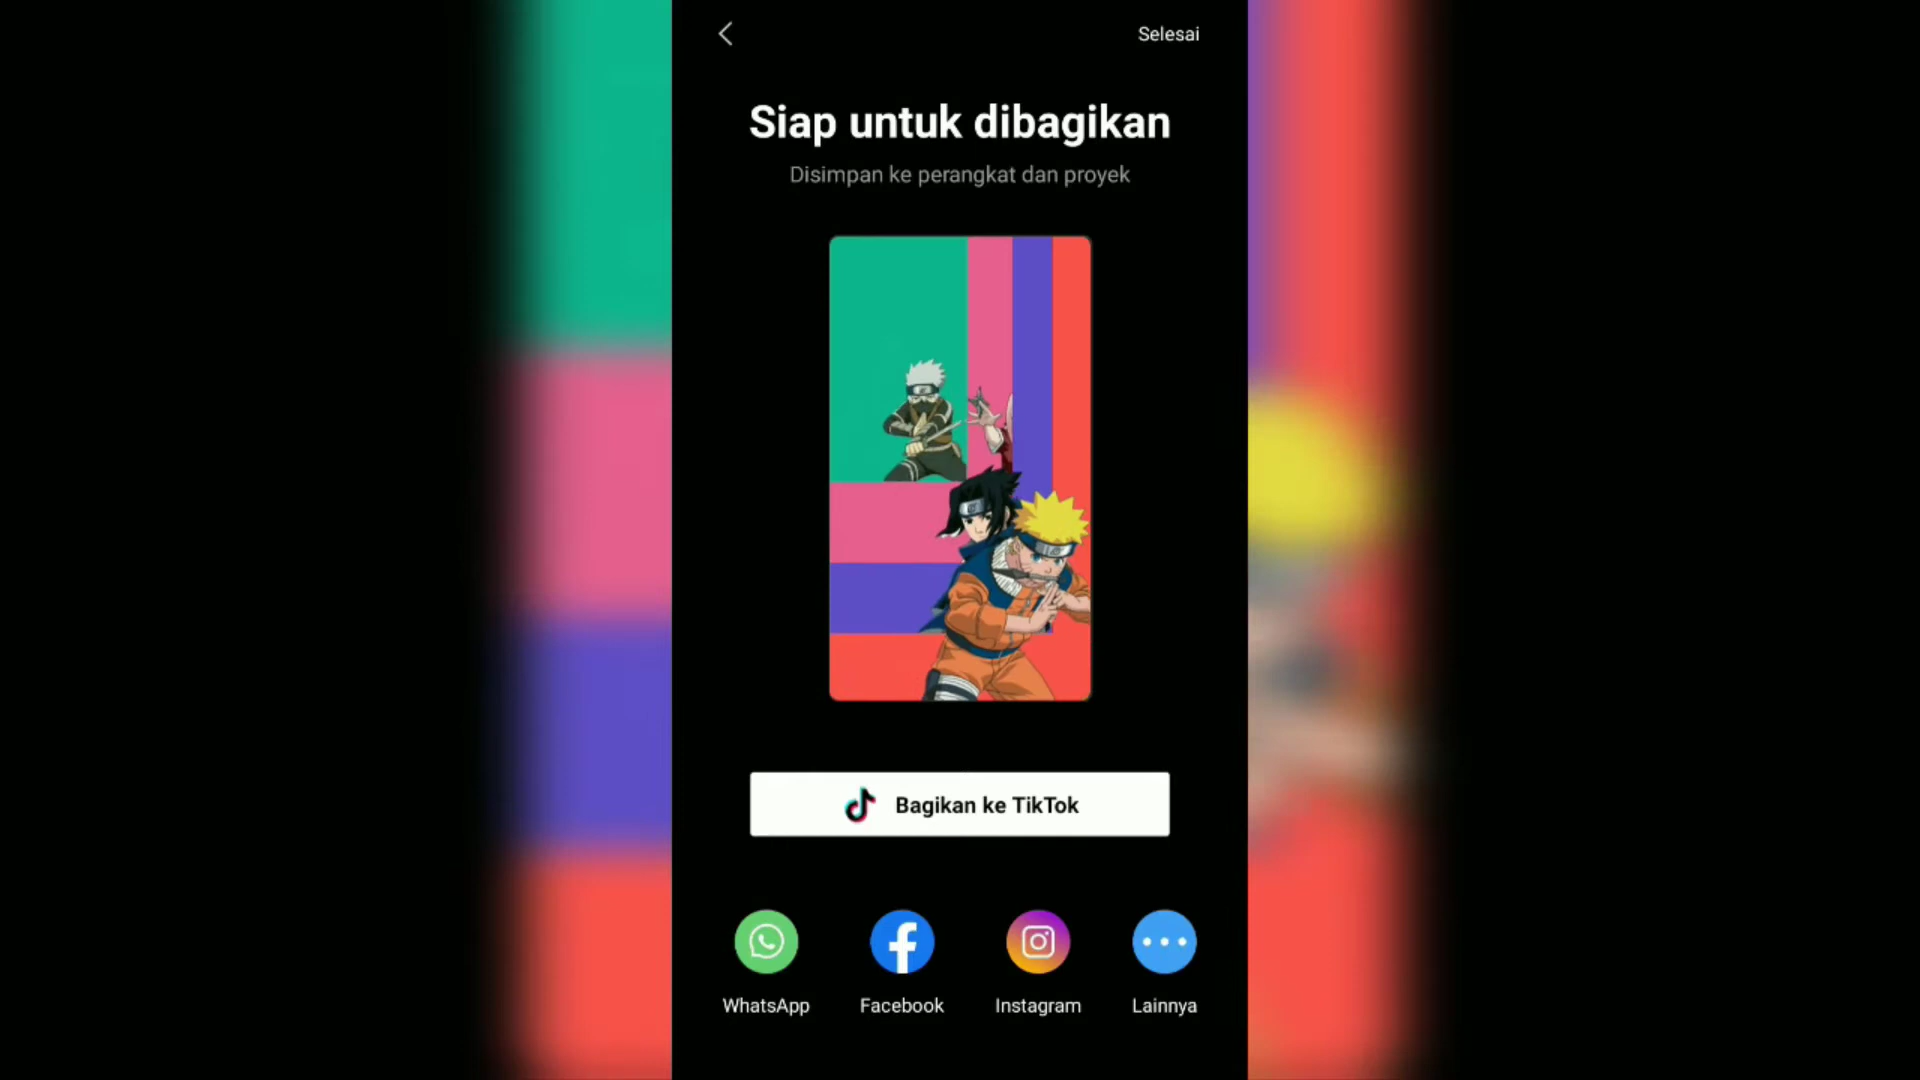 Selesai
Siap untuk dibagikan
Disimpan ke perangkat dan proyek
Bagikan ke TikTok
WhatsApp
Facebook
Instagram
Lainnya